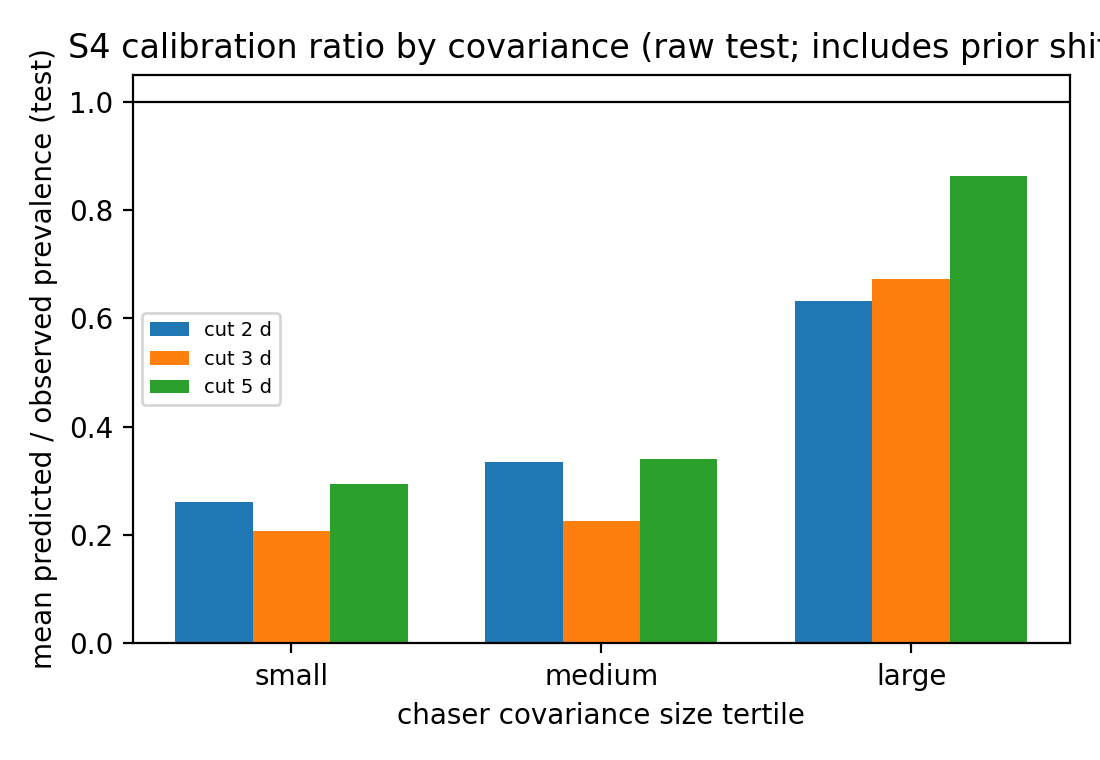 S4 calibration ratio by covariance (raw test; includes prior
mean predicted / observed prevalence (test)
1.0
0.8
0.6
0.4
0.2
0.0
cut 2 d
cut 3 d
cut 5 d
small medium large
chaser covariance size tertile